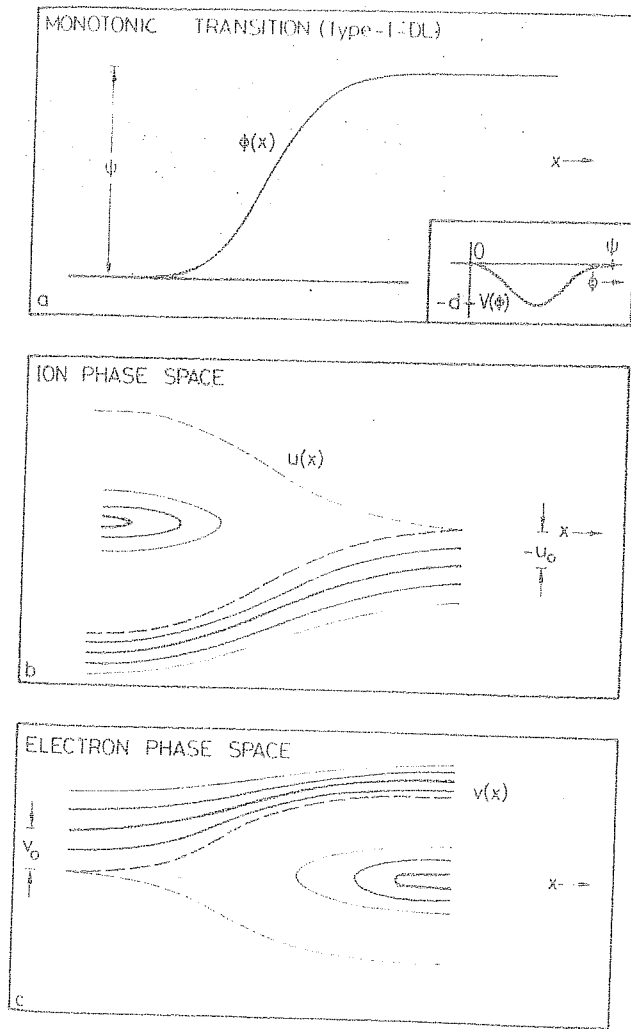 MONOTONIC TRANSITION (Type-I-DL)
ψ
ϕ(x)
x
0
ψ
ϕ
-d
V(ϕ)
a
ION PHASE SPACE
u(x)
x
-u₀
b
ELECTRON PHASE SPACE
v(x)
v₀
x
c